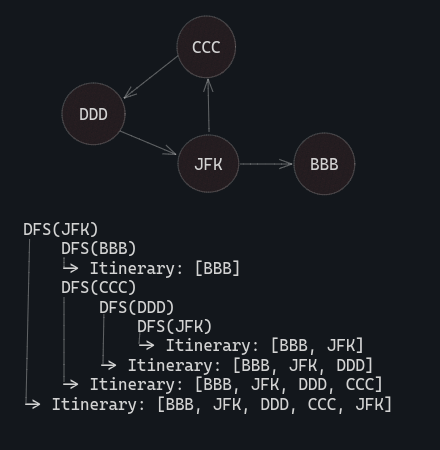 CCC
DDD
JFK
BBB
DFS(JFK)
DFS(BBB)
Itinerary: [BBB]
DFS(CCC)
DFS(DDD)
DFS(JFK)
Itinerary: [BBB, JFK]
Itinerary: [BBB, JFK, DDD]
Itinerary: [BBB, JFK, DDD, CCC]
Itinerary: [BBB, JFK, DDD, CCC, JFK]